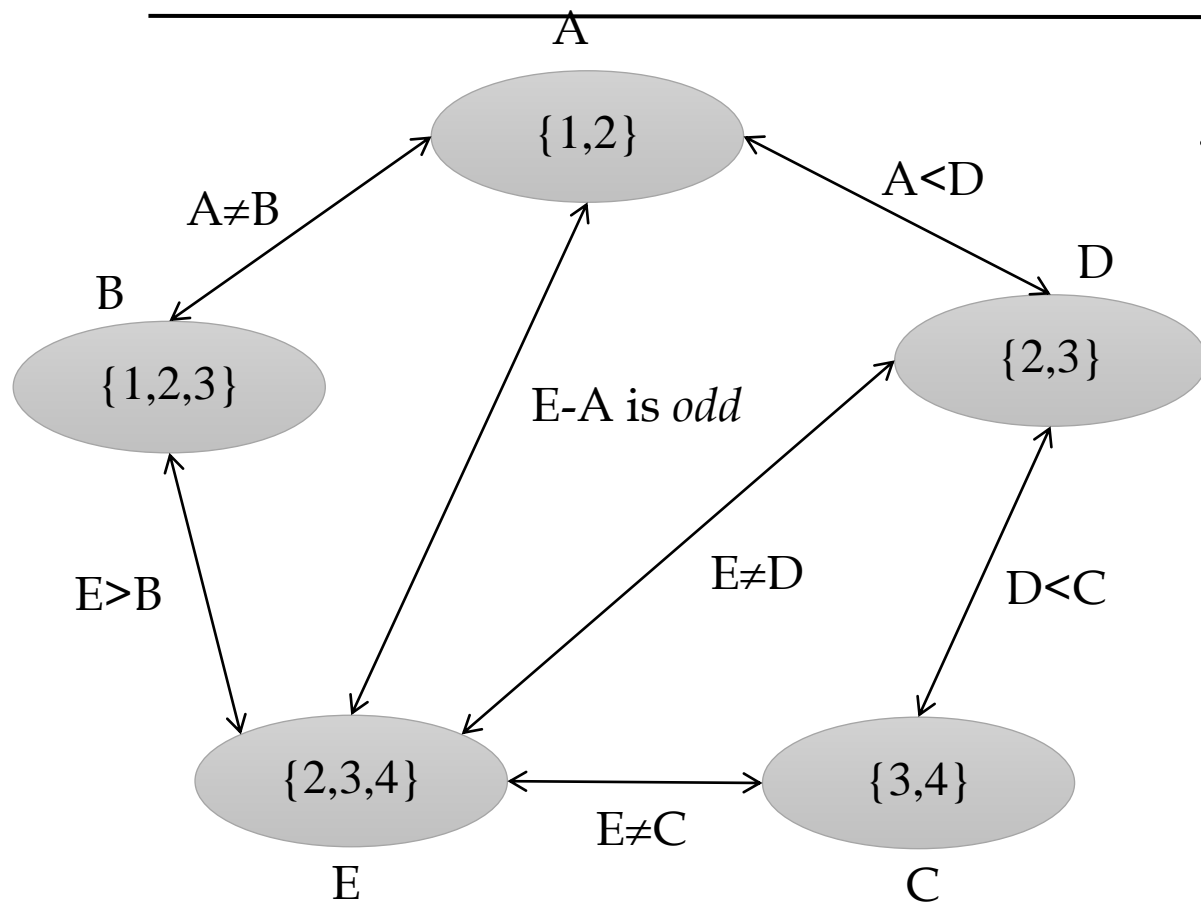 A
{1,2}
A≠B
A<D
B
D
{1,2,3}
{2,3}
E-A is odd
E>B
E≠D
D<C
{2,3,4}
{3,4}
E≠C
E
C